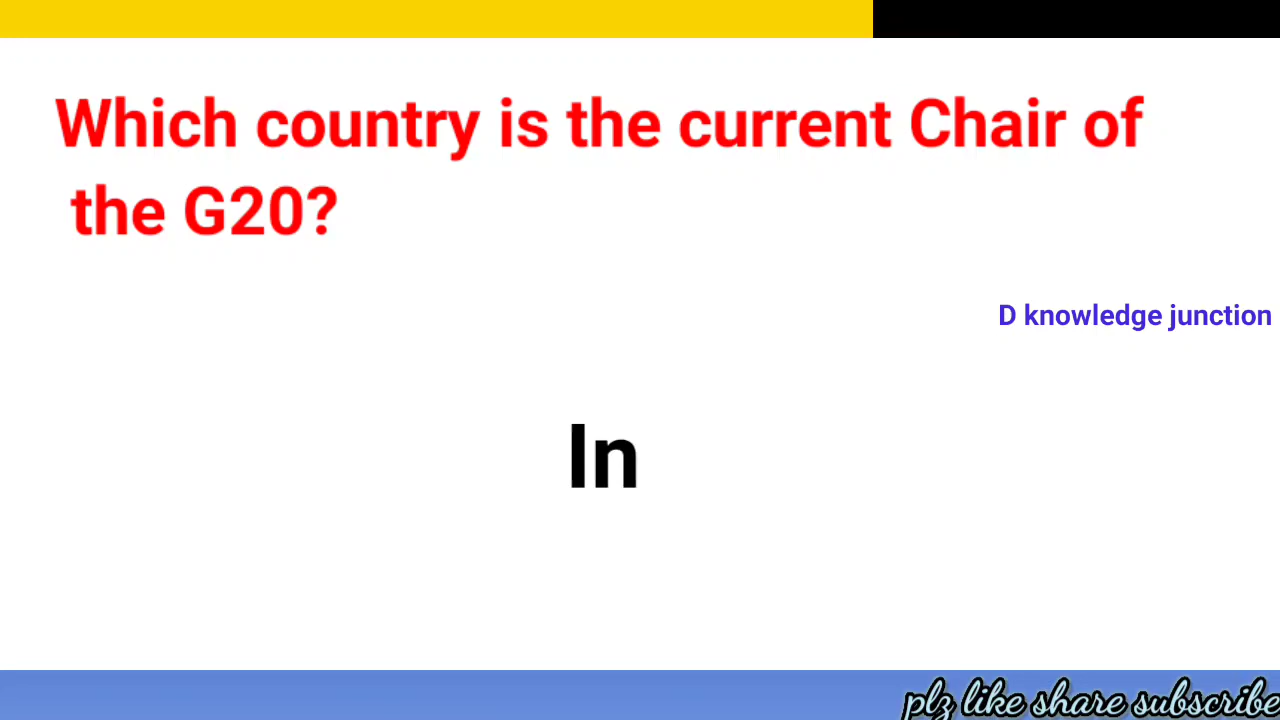 Which country is the current Chair of
the G20?
D knowledge junction
In
plz like share subscribe